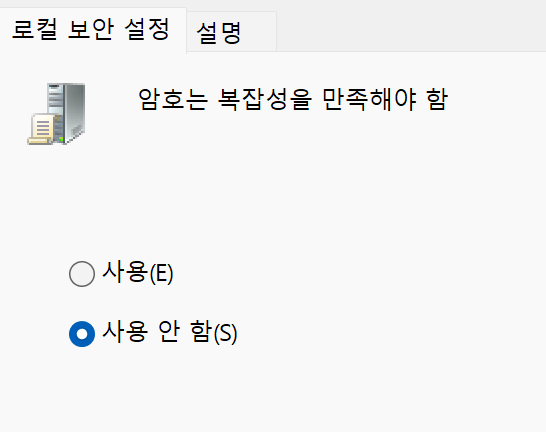 로컬 보안 설정 설명
암호는 복잡성을 만족해야 함
사용(E)
사용 안 함(S)